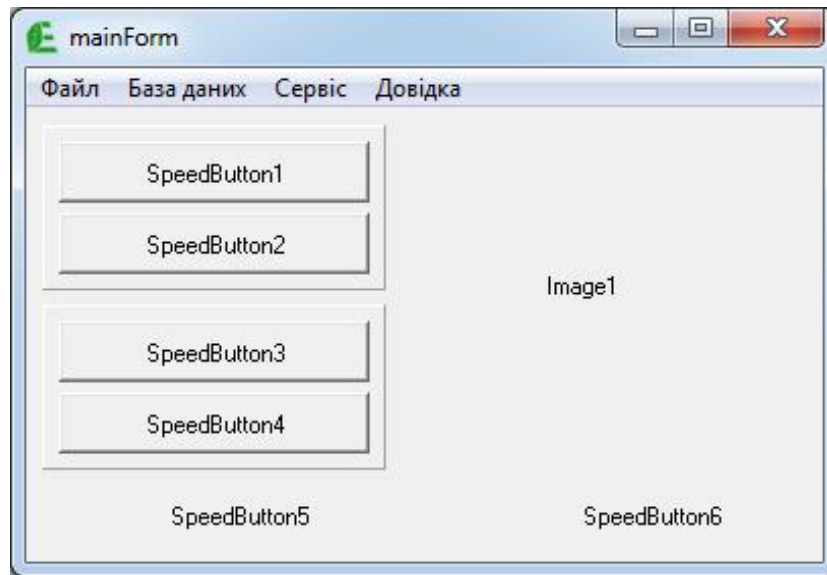 mainForm
Файл База даних Сервіс Довідка
SpeedButton1
SpeedButton2
Image1
SpeedButton3
SpeedButton4
SpeedButton5 SpeedButton6